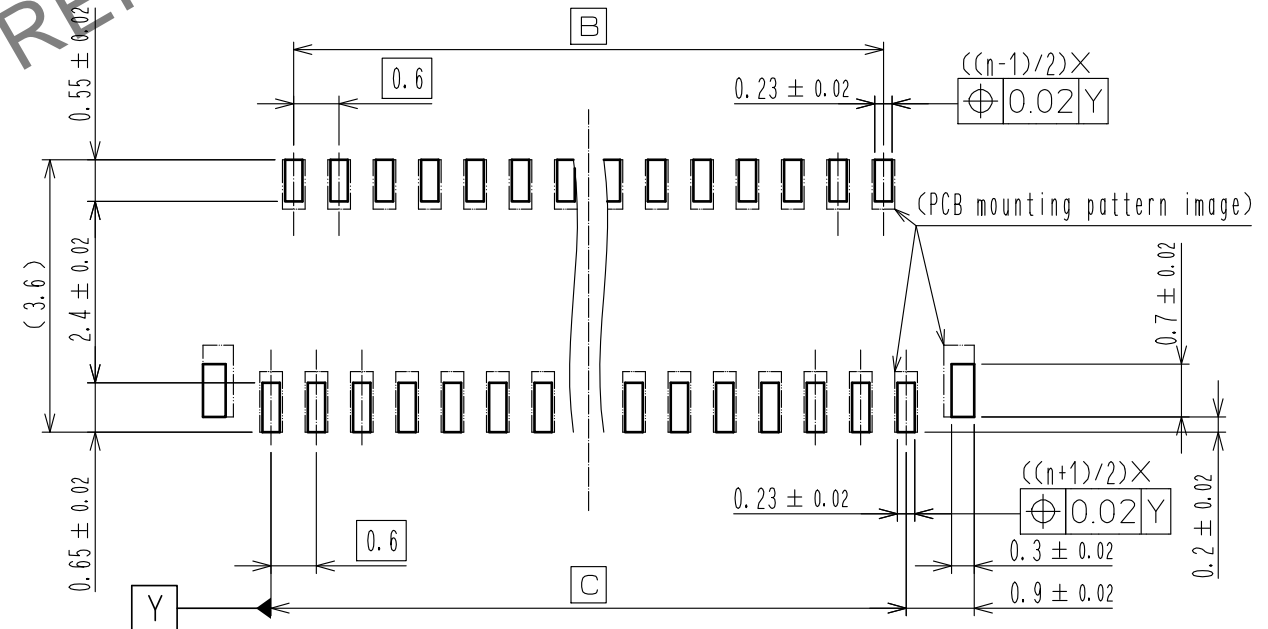 RE
B
0.55 ± 0.02
0.6
0.23 ± 0.02
((n-1)/2)X
⌖ 0.02 Y
(PCB mounting pattern image)
(3.6)
2.4 ± 0.02
0.7 ± 0.02
0.65 ± 0.02
0.6
0.23 ± 0.02
((n+1)/2)X
⌖ 0.02 Y
0.2 ± 0.02
0.3 ± 0.02
0.9 ± 0.02
C
Y